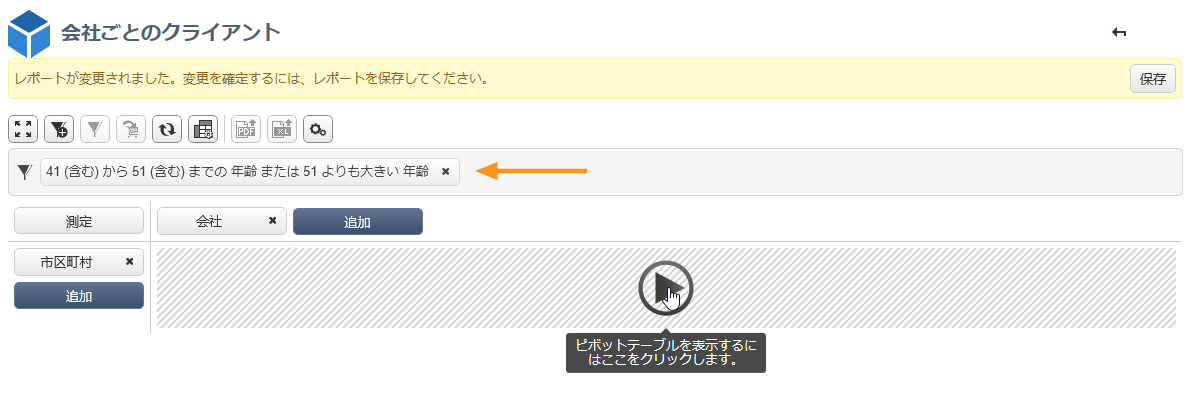 会社ごとのクライアント
レポートが変更されました。変更を確定するには、レポートを保存してください。
保存
PDF
XL
41 (含む) から 51 (含む) までの 年齢 または 51 よりも大きい 年齢
測定
会社
追加
市区町村
追加
ピボットテーブルを表示するに
はここをクリックします。